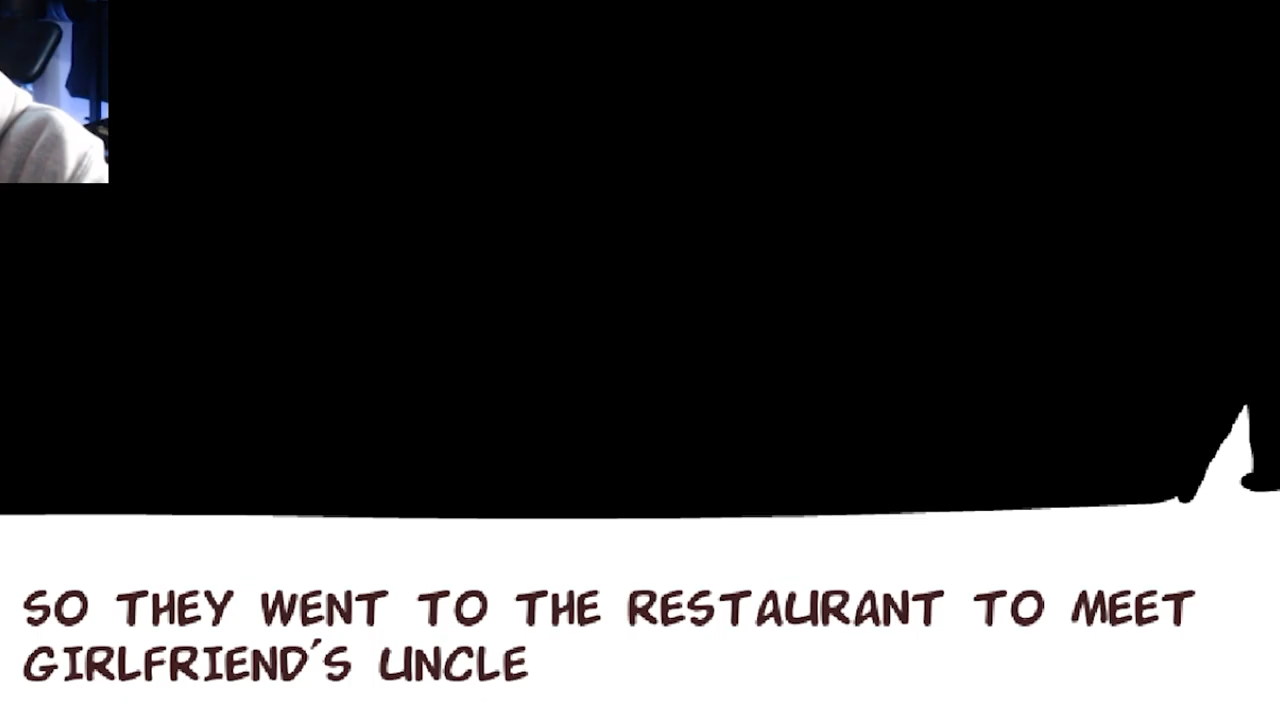 SO THEY WENT TO THE RESTAURANT TO MEET
GIRLFRIEND'S UNCLE